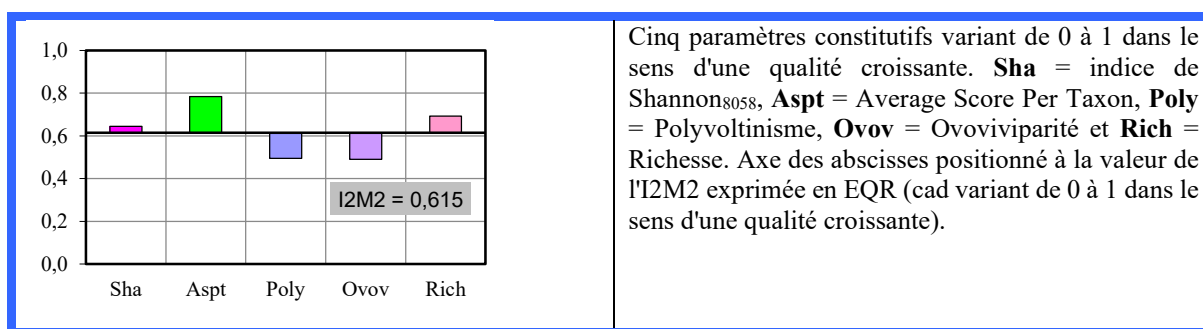 1,0
0,8
0,6
0,4
0,2
0,0
I2M2 = 0,615
Sha Aspt Poly Ovov Rich
Cinq paramètres constitutifs variant de 0 à 1 dans le
sens d'une qualité croissante. Sha = indice de
Shannon8058, Aspt = Average Score Per Taxon, Poly
= Polyvoltinisme, Ovov = Ovoviviparité et Rich =
Richesse. Axe des abscisses positionné à la valeur de
l'I2M2 exprimée en EQR (cad variant de 0 à 1 dans le
sens d'une qualité croissante).